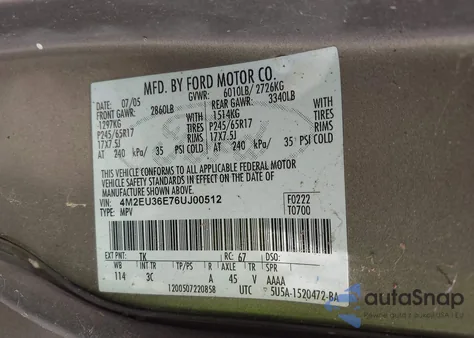 MFD. BY FORD MOTOR CO.
DATE: 07/05 GVWR: 6010LB/ 2726KG
FRONT GAWR: 2860LB REAR GAWR: 3340LB
1297KG WITH 1514KG WITH
P245/65R17 TIRES P245/65R17 TIRES
17X7.5J RIMS 17X7.5J RIMS
AT 240 kPa/ 35 PSI COLD AT 240 kPa/ 35 PSI COLD
THIS VEHICLE CONFORMS TO ALL APPLICABLE FEDERAL MOTOR
VEHICLE SAFETY STANDARDS IN EFFECT ON THE DATE OF
MANUFACTURE SHOWN ABOVE.
VIN: 4M2EU36E76UJ00512 F0222
TYPE: MPV T0700
EXT PNT: TK RC: 67 DSO:
WB INT TR TP/PS R AXLE TR SPR
114 3C A 45 V AAAA
1200507220858 UTC 5U5A-1520472-BA
autoSnap